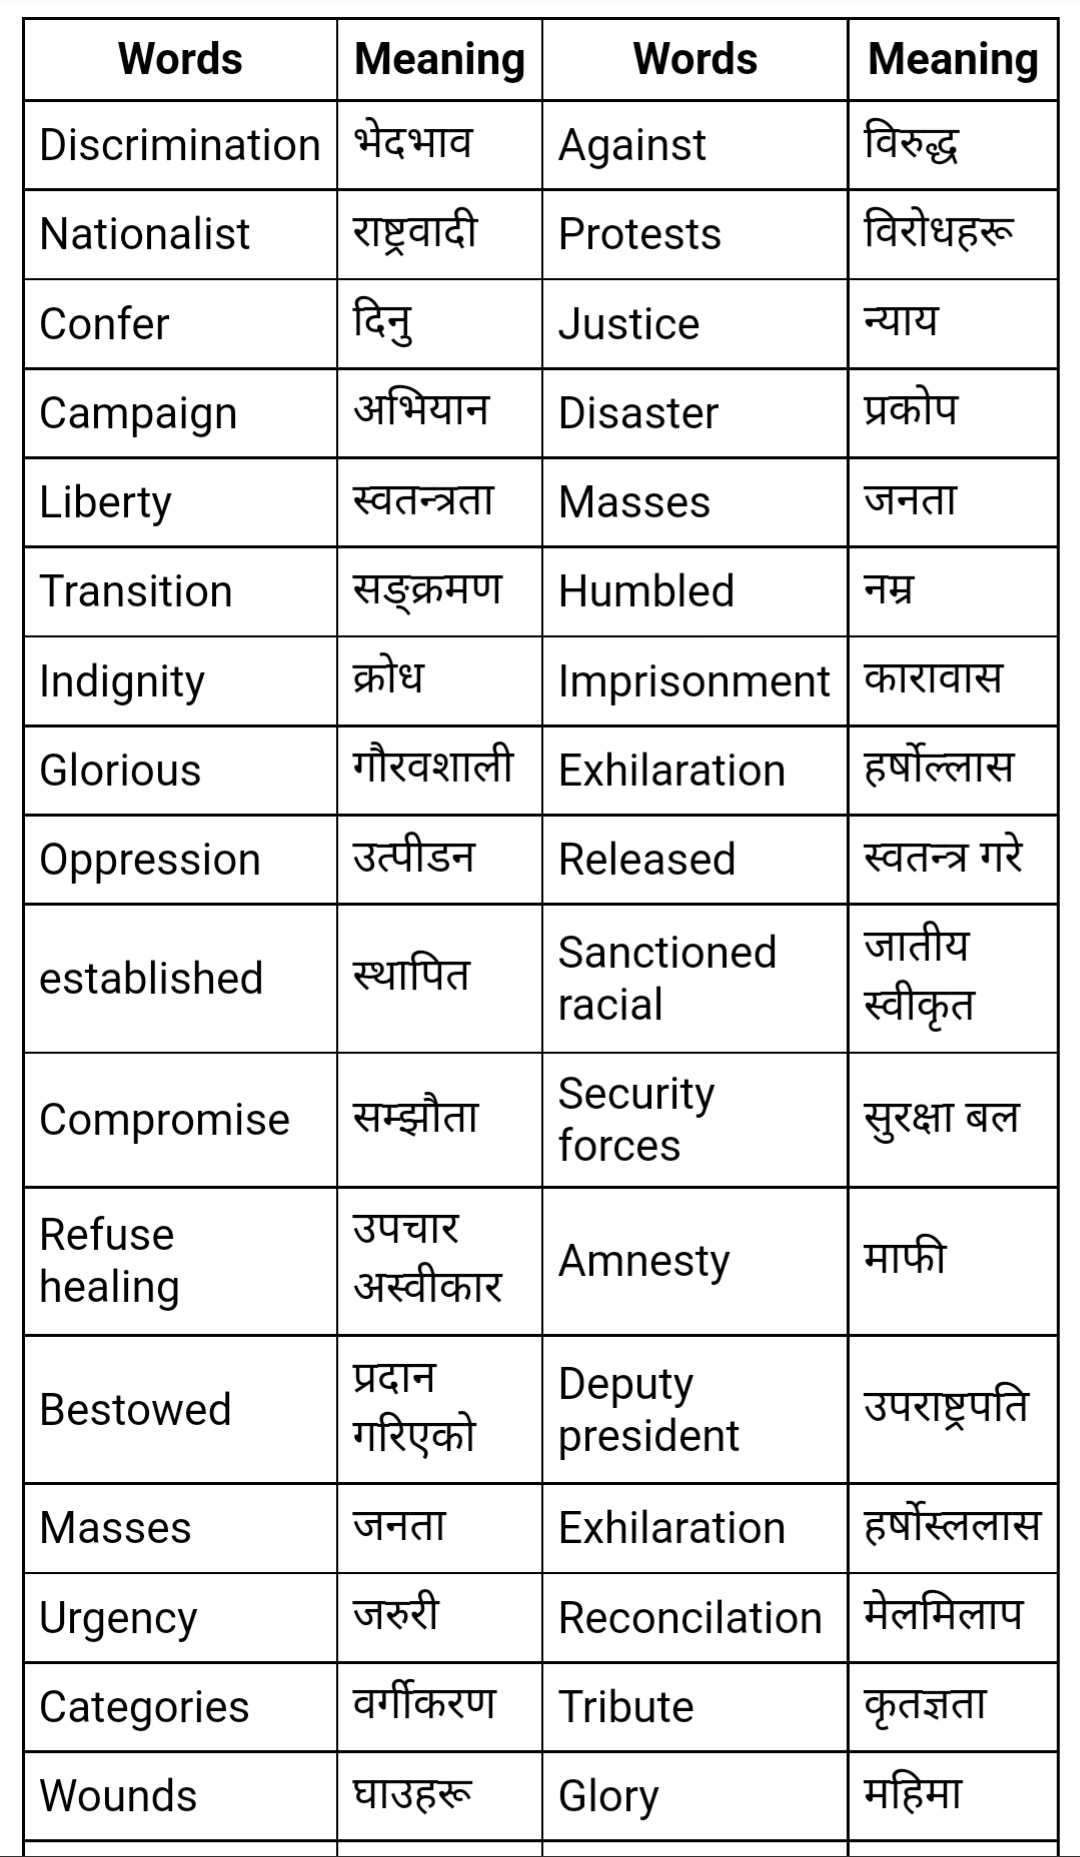 Words Meaning Words Meaning
Discrimination भेदभाव Against विरुद्ध
Nationalist राष्ट्रवादी Protests विरोधहरू
Confer दिनु Justice न्याय
Campaign अभियान Disaster प्रकोप
Liberty स्वतन्त्रता Masses जनता
Transition सङ्क्रमण Humbled नम्र
Indignity क्रोध Imprisonment कारावास
Glorious गौरवशाली Exhilaration हर्षोल्लास
Oppression उत्पीडन Released स्वतन्त्र गरे
established स्थापित Sanctioned racial जातीय स्वीकृत
Compromise सम्झौता Security forces सुरक्षा बल
Refuse healing उपचार अस्वीकार Amnesty माफी
Bestowed प्रदान गरिएको Deputy president उपराष्ट्रपति
Masses जनता Exhilaration हर्षोस्ललास
Urgency जरुरी Reconcilation मेलमिलाप
Categories वर्गीकरण Tribute कृतज्ञता
Wounds घाउहरू Glory महिमा